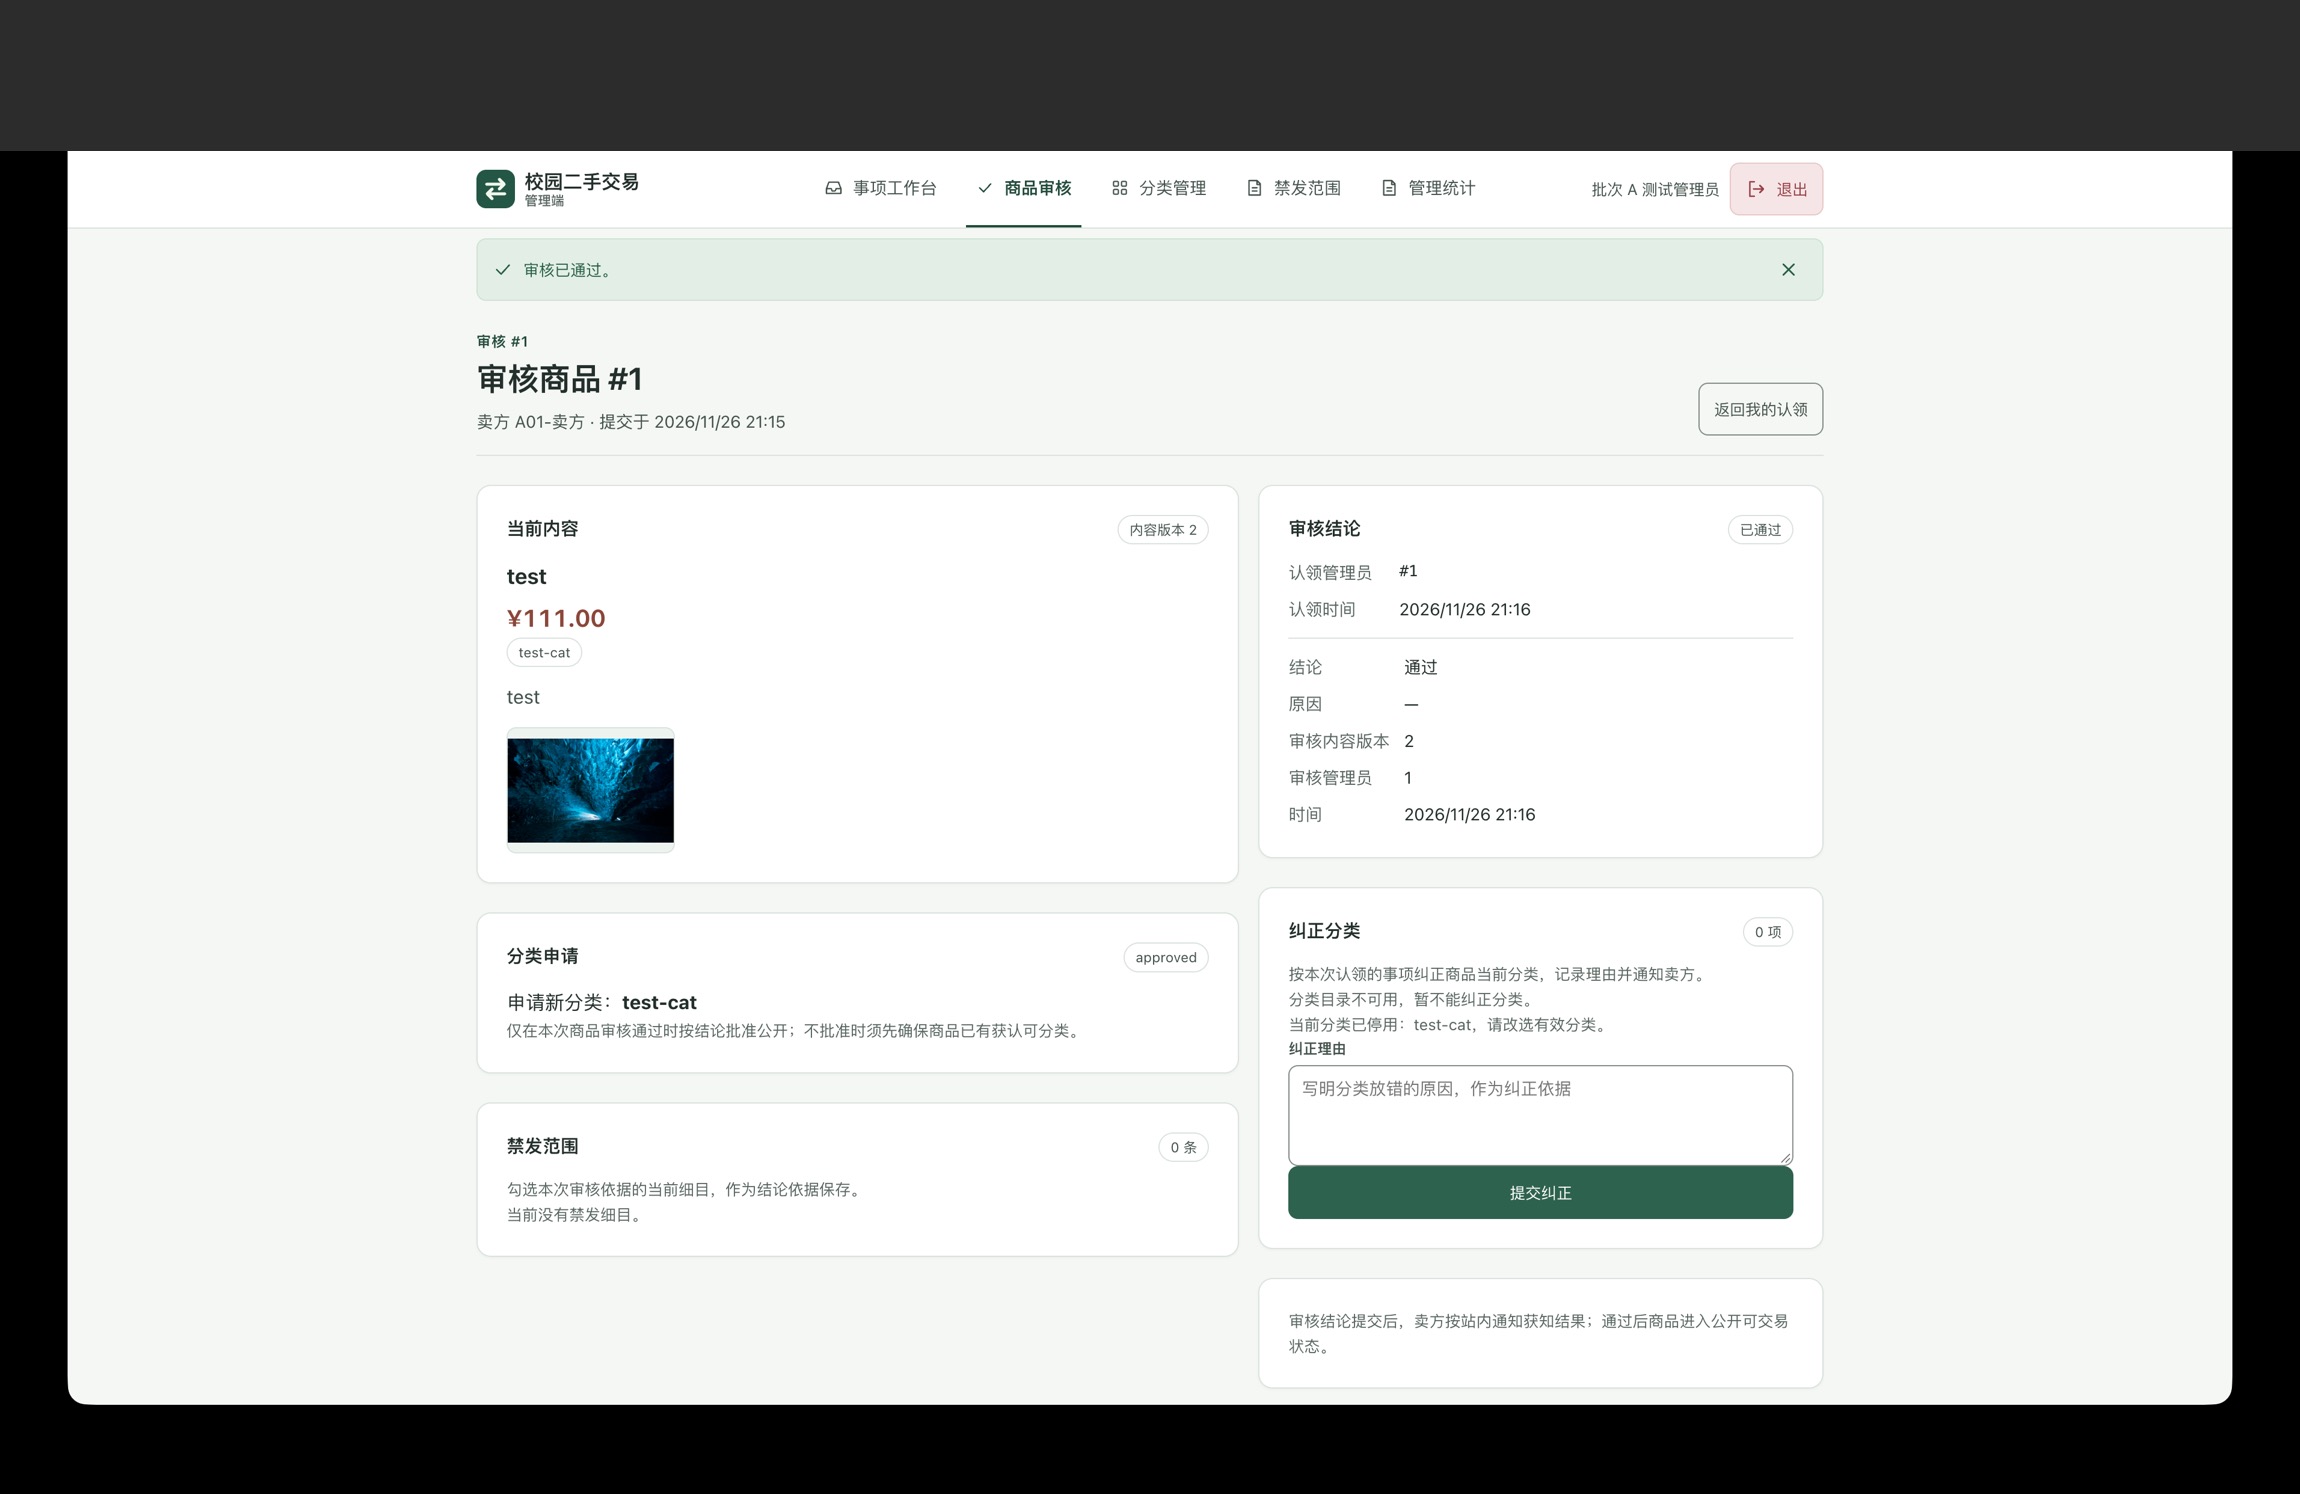 校园二手交易
管理端
事项工作台
商品审核
分类管理
禁发范围
管理统计
批次 A 测试管理员
退出
审核已通过。
审核 #1
审核商品 #1
卖方 A01-卖方 · 提交于 2026/11/26 21:15
返回我的认领
当前内容
内容版本 2
test
¥111.00
test-cat
test
分类申请
approved
申请新分类：test-cat
仅在本次商品审核通过时按结论批准公开；不批准时须先确保商品已有获认可分类。
禁发范围
0 条
勾选本次审核依据的当前细目，作为结论依据保存。
当前没有禁发细目。
审核结论
已通过
认领管理员 #1
认领时间 2026/11/26 21:16
结论 通过
原因 —
审核内容版本 2
审核管理员 1
时间 2026/11/26 21:16
纠正分类
0 项
按本次认领的事项纠正商品当前分类，记录理由并通知卖方。
分类目录不可用，暂不能纠正分类。
当前分类已停用：test-cat，请改选有效分类。
纠正理由
写明分类放错的原因，作为纠正依据
提交纠正
审核结论提交后，卖方按站内通知获知结果；通过后商品进入公开可交易
状态。